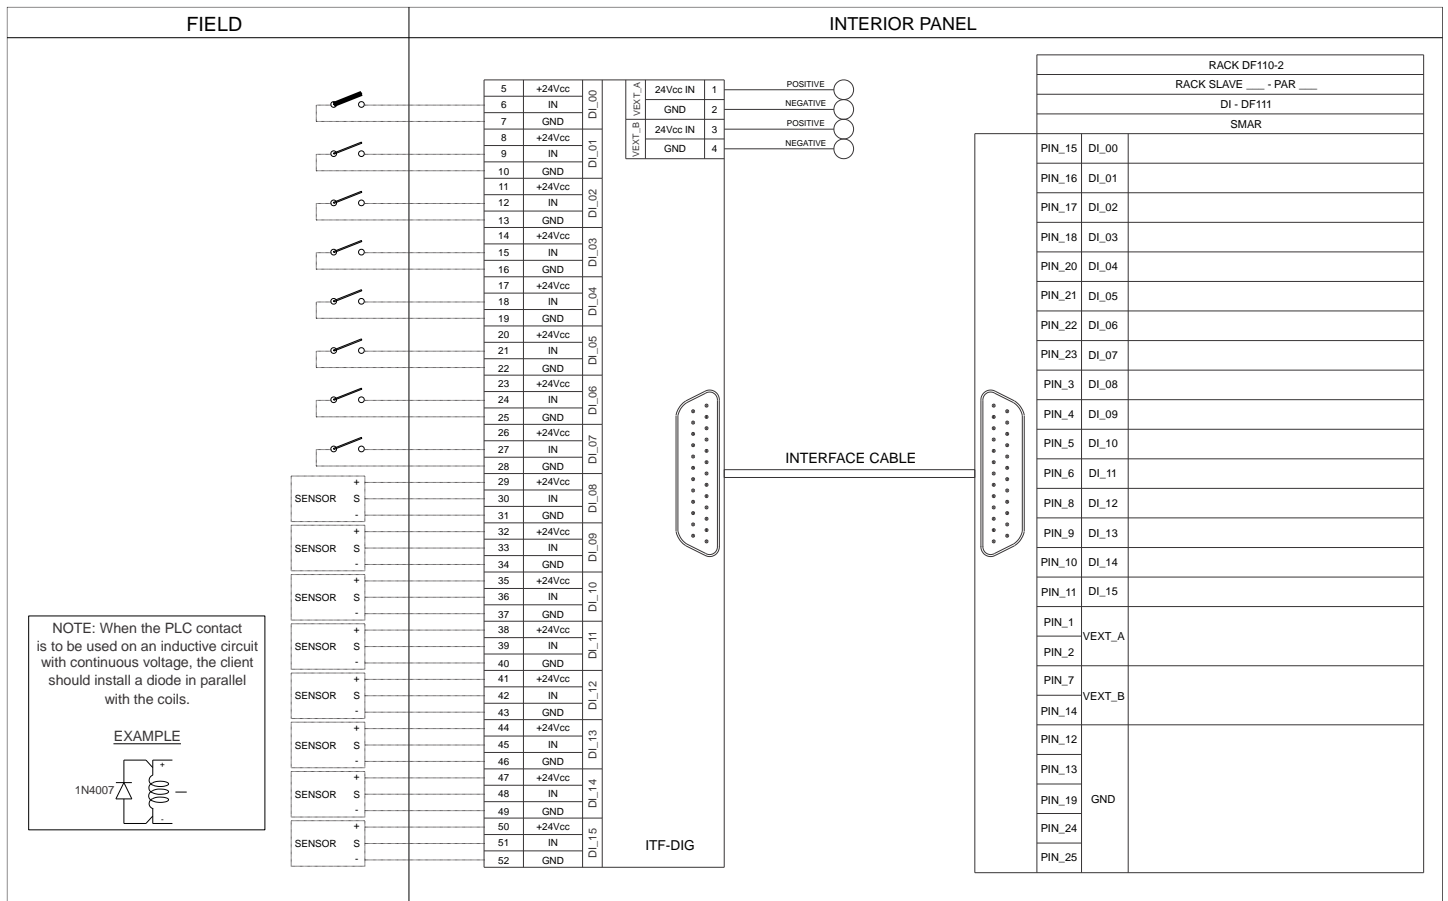 FIELD
INTERIOR PANEL
5 +24Vcc
6 IN
7 GND
DI_00
8 +24Vcc
9 IN
10 GND
DI_01
11 +24Vcc
12 IN
13 GND
DI_02
14 +24Vcc
15 IN
16 GND
DI_03
17 +24Vcc
18 IN
19 GND
DI_04
20 +24Vcc
21 IN
22 GND
DI_05
23 +24Vcc
24 IN
25 GND
DI_06
26 +24Vcc
27 IN
28 GND
DI_07
SENSOR + S -
29 +24Vcc
30 IN
31 GND
DI_08
SENSOR + S -
32 +24Vcc
33 IN
34 GND
DI_09
SENSOR + S -
35 +24Vcc
36 IN
37 GND
DI_10
SENSOR + S -
38 +24Vcc
39 IN
40 GND
DI_11
SENSOR + S -
41 +24Vcc
42 IN
43 GND
DI_12
SENSOR + S -
44 +24Vcc
45 IN
46 GND
DI_13
SENSOR + S -
47 +24Vcc
48 IN
49 GND
DI_14
SENSOR + S -
50 +24Vcc
51 IN
52 GND
DI_15
VEXT_A
24Vcc IN 1 POSITIVE
GND 2 NEGATIVE
VEXT_B
24Vcc IN 3 POSITIVE
GND 4 NEGATIVE
ITF-DIG
INTERFACE CABLE
RACK DF110-2
RACK SLAVE ___ - PAR ___
DI - DF111
SMAR
PIN_15 DI_00
PIN_16 DI_01
PIN_17 DI_02
PIN_18 DI_03
PIN_20 DI_04
PIN_21 DI_05
PIN_22 DI_06
PIN_23 DI_07
PIN_3 DI_08
PIN_4 DI_09
PIN_5 DI_10
PIN_6 DI_11
PIN_8 DI_12
PIN_9 DI_13
PIN_10 DI_14
PIN_11 DI_15
PIN_1
VEXT_A
PIN_2
PIN_7
VEXT_B
PIN_14
PIN_12
PIN_13
PIN_19 GND
PIN_24
PIN_25
NOTE: When the PLC contact
is to be used on an inductive circuit
with continuous voltage, the client
should install a diode in parallel
with the coils.
EXAMPLE
+
1N4007
-